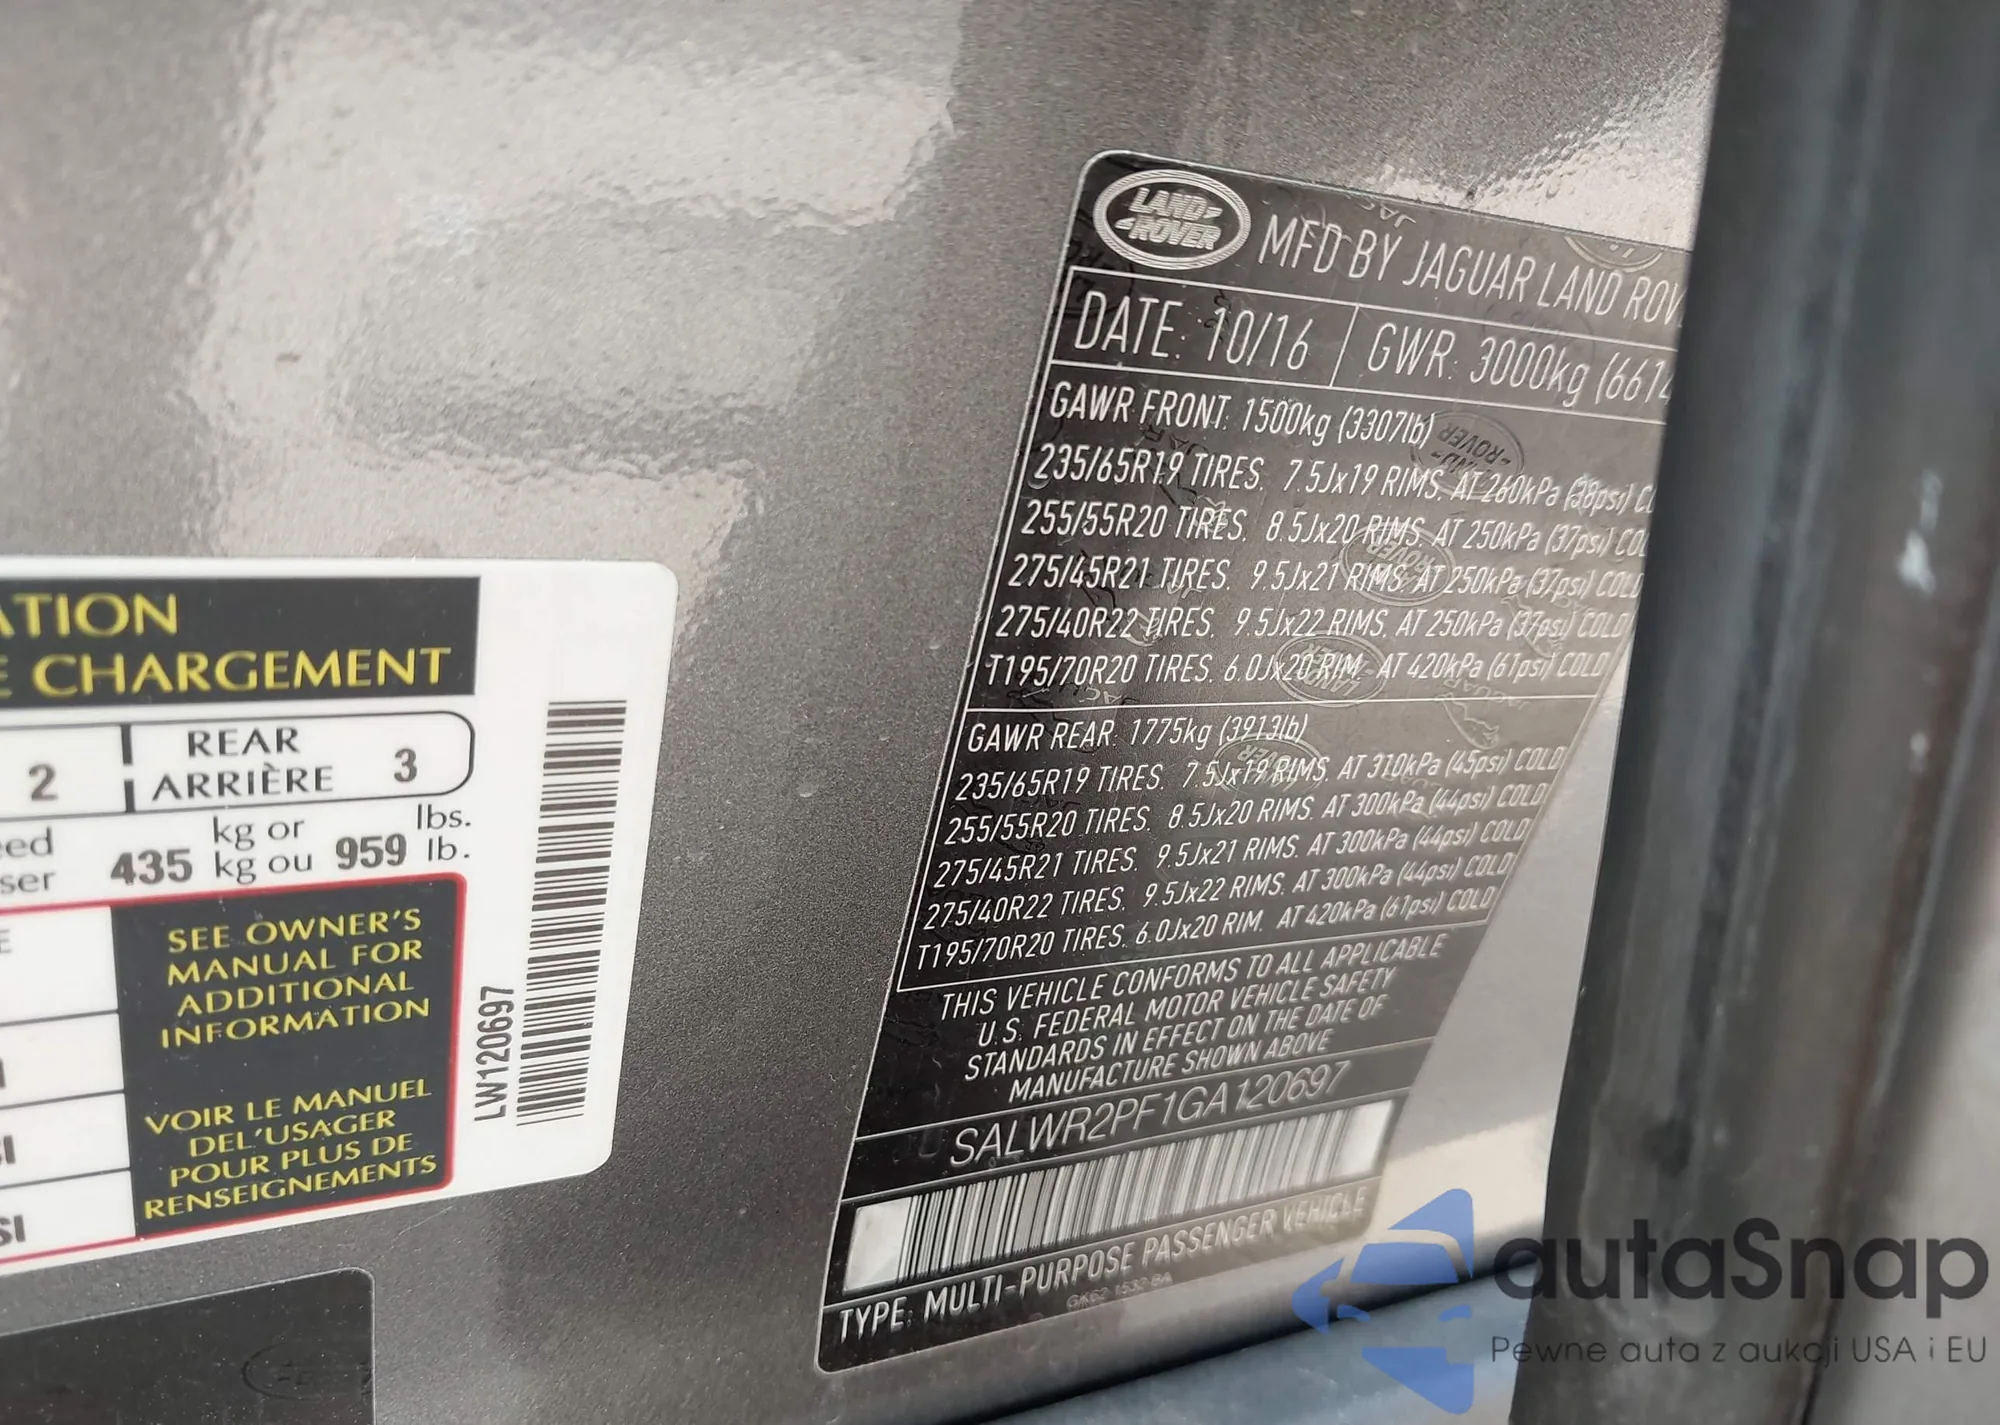 LAND ROVER
MFD BY JAGUAR LAND ROV
DATE: 10/16 GWR: 3000kg (6614
GAWR FRONT: 1500kg (3307lb)
235/65R19 TIRES. 7.5Jx19 RIMS. AT 260kPa (38psi) C
255/55R20 TIRES. 8.5Jx20 RIMS. AT 250kPa (37psi) COL
275/45R21 TIRES. 9.5Jx21 RIMS. AT 250kPa (37psi) COLD
275/40R22 TIRES. 9.5Jx22 RIMS. AT 250kPa (37psi) COLD
T195/70R20 TIRES. 6.0Jx20 RIM. AT 420kPa (61psi) COLD
GAWR REAR: 1775kg (3913lb)
235/65R19 TIRES. 7.5Jx19 RIMS. AT 310kPa (45psi) COLD
255/55R20 TIRES. 8.5Jx20 RIMS. AT 300kPa (44psi) COLD
275/45R21 TIRES. 9.5Jx21 RIMS. AT 300kPa (44psi) COLD
275/40R22 TIRES. 9.5Jx22 RIMS. AT 300kPa (44psi) COLD
T195/70R20 TIRES. 6.0Jx20 RIM. AT 420kPa (61psi) COLD
THIS VEHICLE CONFORMS TO ALL APPLICABLE
U.S. FEDERAL MOTOR VEHICLE SAFETY
STANDARDS IN EFFECT ON THE DATE OF
MANUFACTURE SHOWN ABOVE
SALWR2PF1GA120697
TYPE: MULTI-PURPOSE PASSENGER VEHICLE
GK62-1532-BA
ATION
E CHARGEMENT
2 REAR
ARRIÈRE 3
eed
ser 435 kg or
kg ou 959 lbs.
lb.
SEE OWNER'S
MANUAL FOR
ADDITIONAL
INFORMATION
VOIR LE MANUEL
DEL'USAGER
POUR PLUS DE
RENSEIGNEMENTS
SI
LW120697
autaSnap
Pewne auta z aukcji USA i EU